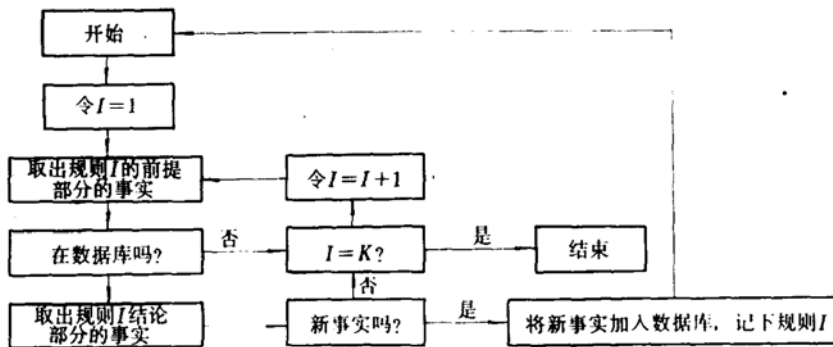 开始
令I=1
取出规则I的前提
部分的事实
令I=I+1
在数据库吗?
否
I=K?
是
结束
否
取出规则I结论
部分的事实
新事实吗?
是
将新事实加入数据库,记下规则I